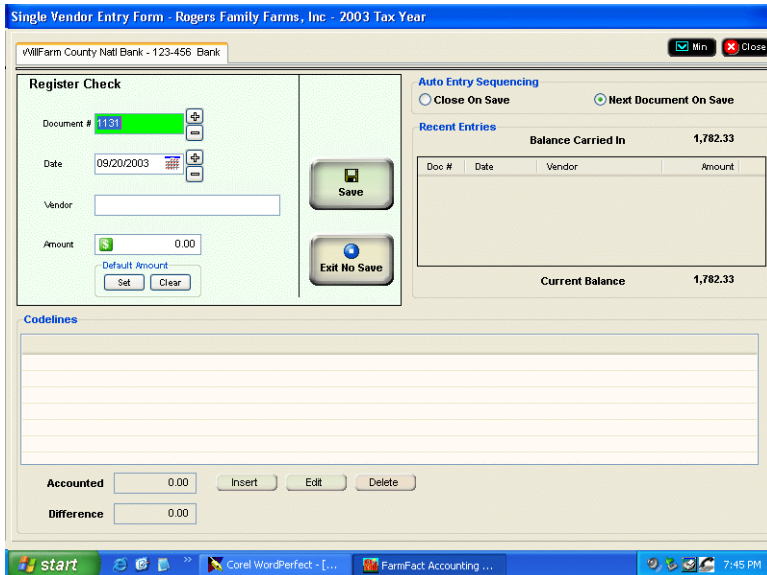 Single Vendor Entry Form - Rogers Family Farms, Inc - 2003 Tax Year
WillFarm County Natl Bank - 123-456 Bank
Min
Close
Register Check
Document #
1131
Date
09/20/2003
Vendor
Amount
$
0.00
Default Amount
Set
Clear
Save
Exit No Save
Auto Entry Sequencing
Close On Save
Next Document On Save
Recent Entries
Balance Carried In 1,782.33
Doc # Date Vendor Amount
Current Balance 1,782.33
Codelines
Accounted 0.00
Insert
Edit
Delete
Difference 0.00
start
Corel WordPerfect - [...
FarmFact Accounting ...
7:45 PM